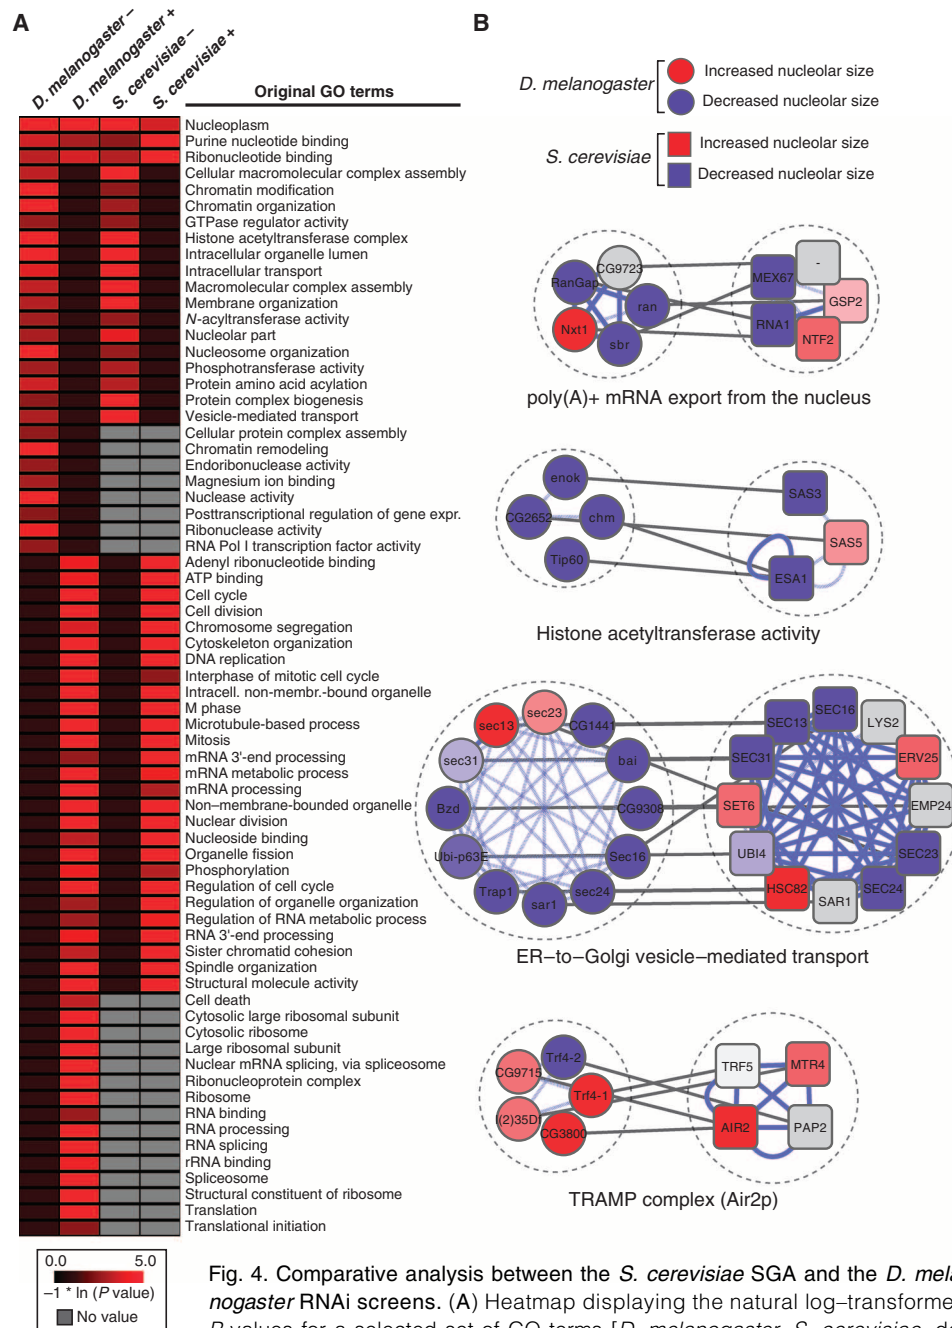 A
D. melanogaster −
D. melanogaster +
S. cerevisiae −
S. cerevisiae +
Original GO terms
Nucleoplasm
Purine nucleotide binding
Ribonucleotide binding
Cellular macromolecular complex assembly
Chromatin modification
Chromatin organization
GTPase regulator activity
Histone acetyltransferase complex
Intracellular organelle lumen
Intracellular transport
Macromolecular complex assembly
Membrane organization
N-acyltransferase activity
Nucleolar part
Nucleosome organization
Phosphotransferase activity
Protein amino acid acylation
Protein complex biogenesis
Vesicle-mediated transport
Cellular protein complex assembly
Chromatin remodeling
Endoribonuclease activity
Magnesium ion binding
Nuclease activity
Posttranscriptional regulation of gene expr.
Ribonuclease activity
RNA Pol I transcription factor activity
Adenyl ribonucleotide binding
ATP binding
Cell cycle
Cell division
Chromosome segregation
Cytoskeleton organization
DNA replication
Interphase of mitotic cell cycle
Intracell. non-membr.-bound organelle
M phase
Microtubule-based process
Mitosis
mRNA 3'-end processing
mRNA metabolic process
mRNA processing
Non–membrane-bounded organelle
Nuclear division
Nucleoside binding
Organelle fission
Phosphorylation
Regulation of cell cycle
Regulation of organelle organization
Regulation of RNA metabolic process
RNA 3'-end processing
Sister chromatid cohesion
Spindle organization
Structural molecule activity
Cell death
Cytosolic large ribosomal subunit
Cytosolic ribosome
Large ribosomal subunit
Nuclear mRNA splicing, via spliceosome
Ribonucleoprotein complex
Ribosome
RNA binding
RNA processing
RNA splicing
rRNA binding
Spliceosome
Structural constituent of ribosome
Translation
Translational initiation
0.0 5.0
−1 * ln (P value)
No value
B
D. melanogaster
Increased nucleolar size
Decreased nucleolar size
S. cerevisiae
Increased nucleolar size
Decreased nucleolar size
CG9723
RanGap
ran
Nxt1
sbr
MEX67
-
GSP2
RNA1
NTF2
poly(A)+ mRNA export from the nucleus
enok
CG2652
chm
Tip60
SAS3
SAS5
ESA1
Histone acetyltransferase activity
sec23
sec13
CG1441
sec31
bai
Bzd
CG9308
Ubi-p63E
Sec16
Trap1
sec24
sar1
SEC16
SEC13
LYS2
SEC31
ERV25
SET6
EMP24
UBI4
SEC23
HSC82
SEC24
SAR1
ER–to–Golgi vesicle–mediated transport
Trf4-2
CG9715
Trf4-1
CG3800
TRF5
MTR4
AIR2
PAP2
TRAMP complex (Air2p)
Fig. 4. Comparative analysis between the S. cerevisiae SGA and the D. mela
nogaster RNAi screens. (A) Heatmap displaying the natural log–transforme